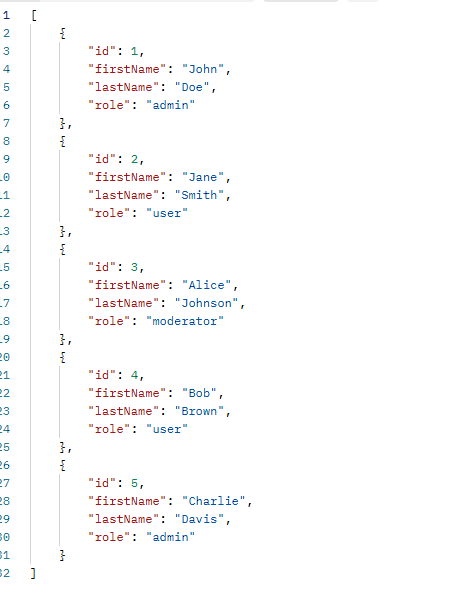 1 [
2     {
3         "id": 1,
4         "firstName": "John",
5         "lastName": "Doe",
6         "role": "admin"
7     },
8     {
9         "id": 2,
10         "firstName": "Jane",
11         "lastName": "Smith",
12         "role": "user"
13     },
14     {
15         "id": 3,
16         "firstName": "Alice",
17         "lastName": "Johnson",
18         "role": "moderator"
19     },
20     {
21         "id": 4,
22         "firstName": "Bob",
23         "lastName": "Brown",
24         "role": "user"
25     },
26     {
27         "id": 5,
28         "firstName": "Charlie",
29         "lastName": "Davis",
30         "role": "admin"
31     }
32 ]